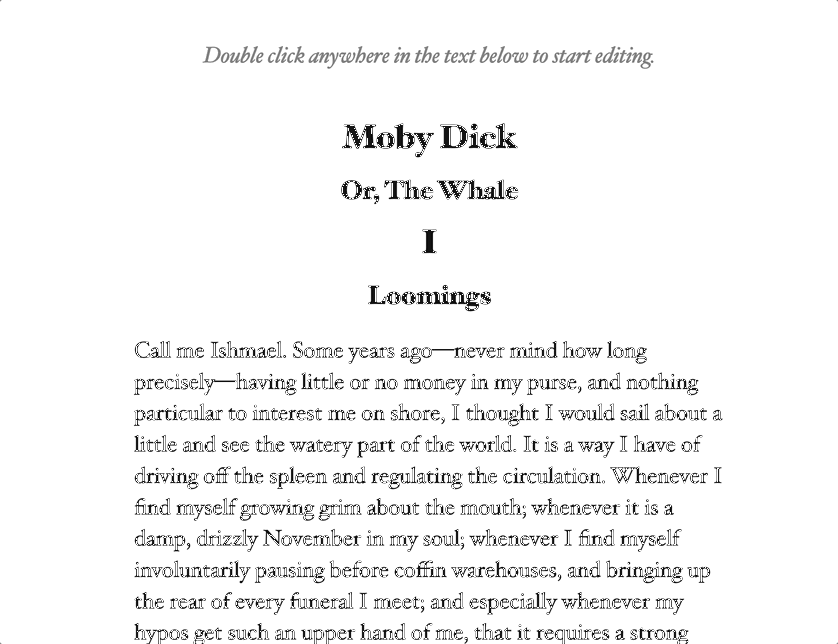 Double click anywhere in the text below to start editing.
Moby Dick
Or, The Whale
I
Loomings
Call me Ishmael. Some years ago—never mind how long
precisely—having little or no money in my purse, and nothing
particular to interest me on shore, I thought I would sail about a
little and see the watery part of the world. It is a way I have of
driving off the spleen and regulating the circulation. Whenever I
find myself growing grim about the mouth; whenever it is a
damp, drizzly November in my soul; whenever I find myself
involuntarily pausing before coffin warehouses, and bringing up
the rear of every funeral I meet; and especially whenever my
hypos get such an upper hand of me, that it requires a strong